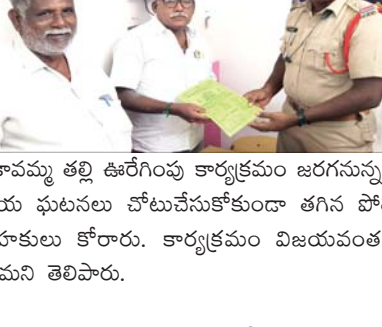 కావమ్మ తల్లి ఊరేగింపు కార్యక్రమం జరగనున్న
య ఘటనలు చోటుచేసుకోకుండా తగిన పో
హకులు కోరారు. కార్యక్రమం విజయవంత
మని తెలిపారు.